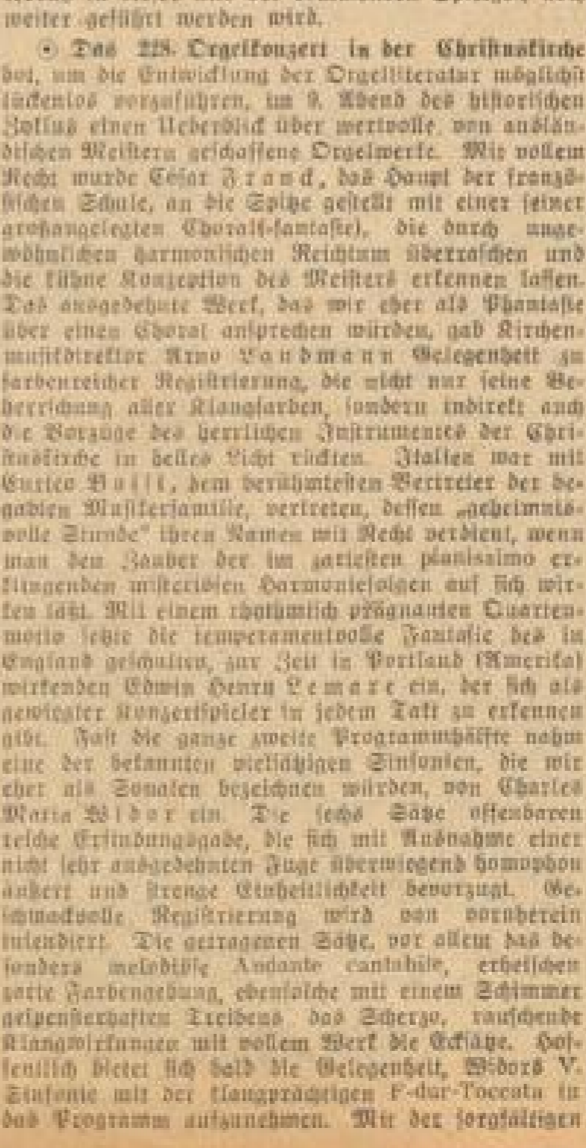 weiter geführt werden wird.
⊙ Das 228. Orgelkonzert in der Christuskirche
bot, um die Entwicklung der Orgelliteratur möglichst
lückenlos vorzuführen, im 9. Abend des historischen
Zyklus einen Ueberblick über wertvolle, von auslän-
dischen Meistern geschaffene Orgelwerke. Mit vollem
Recht wurde César Franck, das Haupt der franzö-
sischen Schule, an die Spitze gestellt mit einer seiner
großangelegten Choral(-fantasie), die durch unge-
wöhnlichen harmonischen Reichtum überraschen und
die kühne Konzeption des Meisters erkennen lassen.
Das ausgedehnte Werk, das wir eher als Phantasie
über einen Choral ansprechen würden, gab Kirchen-
musikdirektor Arno Landmann Gelegenheit zu
farbenreicher Registrierung, die nicht nur seine Be-
herrschung aller Klangfarben, sondern indirekt auch
die Vorzüge des herrlichen Instrumentes der Chri-
stuskirche in helles Licht rückten. Italien war mit
Enrico Bossi, dem berühmtesten Vertreter der be-
gabten Musikerfamilie, vertreten, dessen „geheimnis-
volle Stunde" ihren Namen mit Recht verdient, wenn
man den Zauber der im zartesten pianissimo er-
klingenden misteriösen Harmoniefolgen auf sich wir-
ken läßt. Mit einem rhythmisch prägnanten Quarten-
motiv setzte die temperamentvolle Fantasie des in
England geschulten, zur Zeit in Portland (Amerika)
wirkenden Edwin Henry Lemare ein, der sich als
gewiegter Konzertspieler in jedem Takt zu erkennen
gibt. Fast die ganze zweite Programmhälfte nahm
eine der bekannten vielsätzigen Sinfonien, die wir
eher als Sonaten bezeichnen würden, von Charles
Maria Widor ein. Die sechs Sätze offenbaren
reiche Erfindungsgabe, die sich mit Ausnahme einer
nicht sehr ausgedehnten Fuge überwiegend homophon
äußert und strenge Einheitlichkeit bevorzugt. Ge-
schmackvolle Registrierung wird von vornherein
intendiert. Die getragenen Sätze, vor allem das be-
sonders melodiöse Andante cantabile, erheischen
zarte Farbengebung, ebensolche mit einem Schimmer
gespensterhaften Treibens das Scherzo, rauschende
Klangwirkungen mit vollem Werk die Ecksätze. Hof-
fentlich bietet sich bald die Gelegenheit, Widors V.
Sinfonie mit der klangprächtigen F-dur-Toccata in
das Programm aufzunehmen. Mit der sorgfältigen